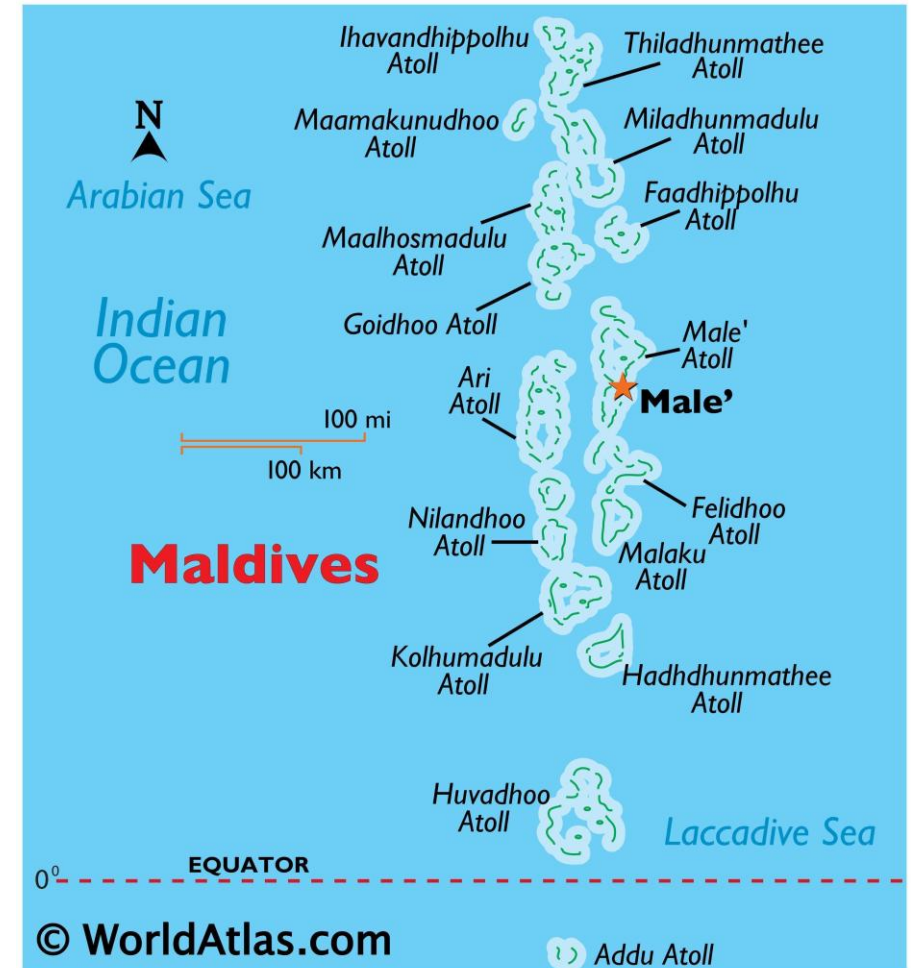 Ihavandhippolhu
Atoll
Thiladhunmathee
Atoll
N
Maamakunudhoo
Atoll
Miladhunmadulu
Atoll
Arabian Sea
Faadhippolhu
Atoll
Maalhosmadulu
Atoll
Indian
Ocean
Goidhoo Atoll
Male'
Atoll
Ari
Atoll
Male’
100 mi
100 km
Nilandhoo
Atoll
Felidhoo
Atoll
Maldives
Malaku
Atoll
Kolhumadulu
Atoll
Hadhdhunmathee
Atoll
Huvadhoo
Atoll
Laccadive Sea
EQUATOR
0⁰
© WorldAtlas.com
Addu Atoll